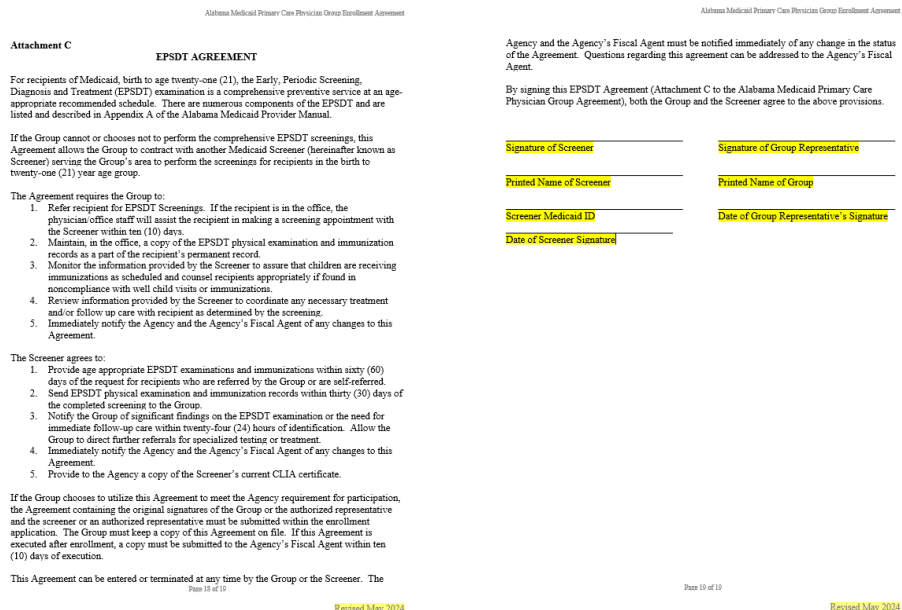 Alabama Medicaid Primary Care Physician Group Enrollment Agreement
Attachment C
EPSDT AGREEMENT
For recipients of Medicaid, birth to age twenty-one (21), the Early, Periodic Screening,
Diagnosis and Treatment (EPSDT) examination is a comprehensive preventive service at an age-
appropriate recommended schedule. There are numerous components of the EPSDT and are
listed and described in Appendix A of the Alabama Medicaid Provider Manual.
If the Group cannot or chooses not to perform the comprehensive EPSDT screenings, this
Agreement allows the Group to contract with another Medicaid Screener (hereinafter known as
Screener) serving the Group's area to perform the screenings for recipients in the birth to
twenty-one (21) year age group.
The Agreement requires the Group to:
1. Refer recipient for EPSDT Screenings. If the recipient is in the office, the
physician/office staff will assist the recipient in making a screening appointment with
the Screener within ten (10) days.
2. Maintain, in the office, a copy of the EPSDT physical examination and immunization
records as a part of the recipient's permanent record.
3. Monitor the information provided by the Screener to assure that children are receiving
immunizations as scheduled and counsel recipients appropriately if found in
noncompliance with well child visits or immunizations.
4. Review information provided by the Screener to coordinate any necessary treatment
and/or follow up care with recipient as determined by the screening.
5. Immediately notify the Agency and the Agency's Fiscal Agent of any changes to this
Agreement.
The Screener agrees to:
1. Provide age appropriate EPSDT examinations and immunizations within sixty (60)
days of the request for recipients who are referred by the Group or are self-referred.
2. Send EPSDT physical examination and immunization records within thirty (30) days of
the completed screening to the Group.
3. Notify the Group of significant findings on the EPSDT examination or the need for
immediate follow-up care within twenty-four (24) hours of identification. Allow the
Group to direct further referrals for specialized testing or treatment.
4. Immediately notify the Agency and the Agency's Fiscal Agent of any changes to this
Agreement.
5. Provide to the Agency a copy of the Screener's current CLIA certificate.
If the Group chooses to utilize this Agreement to meet the Agency requirement for participation,
the Agreement containing the original signatures of the Group or the authorized representative
and the screener or an authorized representative must be submitted within the enrollment
application. The Group must keep a copy of this Agreement on file. If this Agreement is
executed after enrollment, a copy must be submitted to the Agency's Fiscal Agent within ten
(10) days of execution.
This Agreement can be entered or terminated at any time by the Group or the Screener. The
Page 18 of 19
Revised May 2024
Alabama Medicaid Primary Care Physician Group Enrollment Agreement
Agency and the Agency's Fiscal Agent must be notified immediately of any change in the status
of the Agreement. Questions regarding this agreement can be addressed to the Agency's Fiscal
Agent.
By signing this EPSDT Agreement (Attachment C to the Alabama Medicaid Primary Care
Physician Group Agreement), both the Group and the Screener agree to the above provisions.
Signature of Screener
Signature of Group Representative
Printed Name of Screener
Printed Name of Group
Screener Medicaid ID
Date of Group Representative's Signature
Date of Screener Signature
Page 19 of 19
Revised May 2024